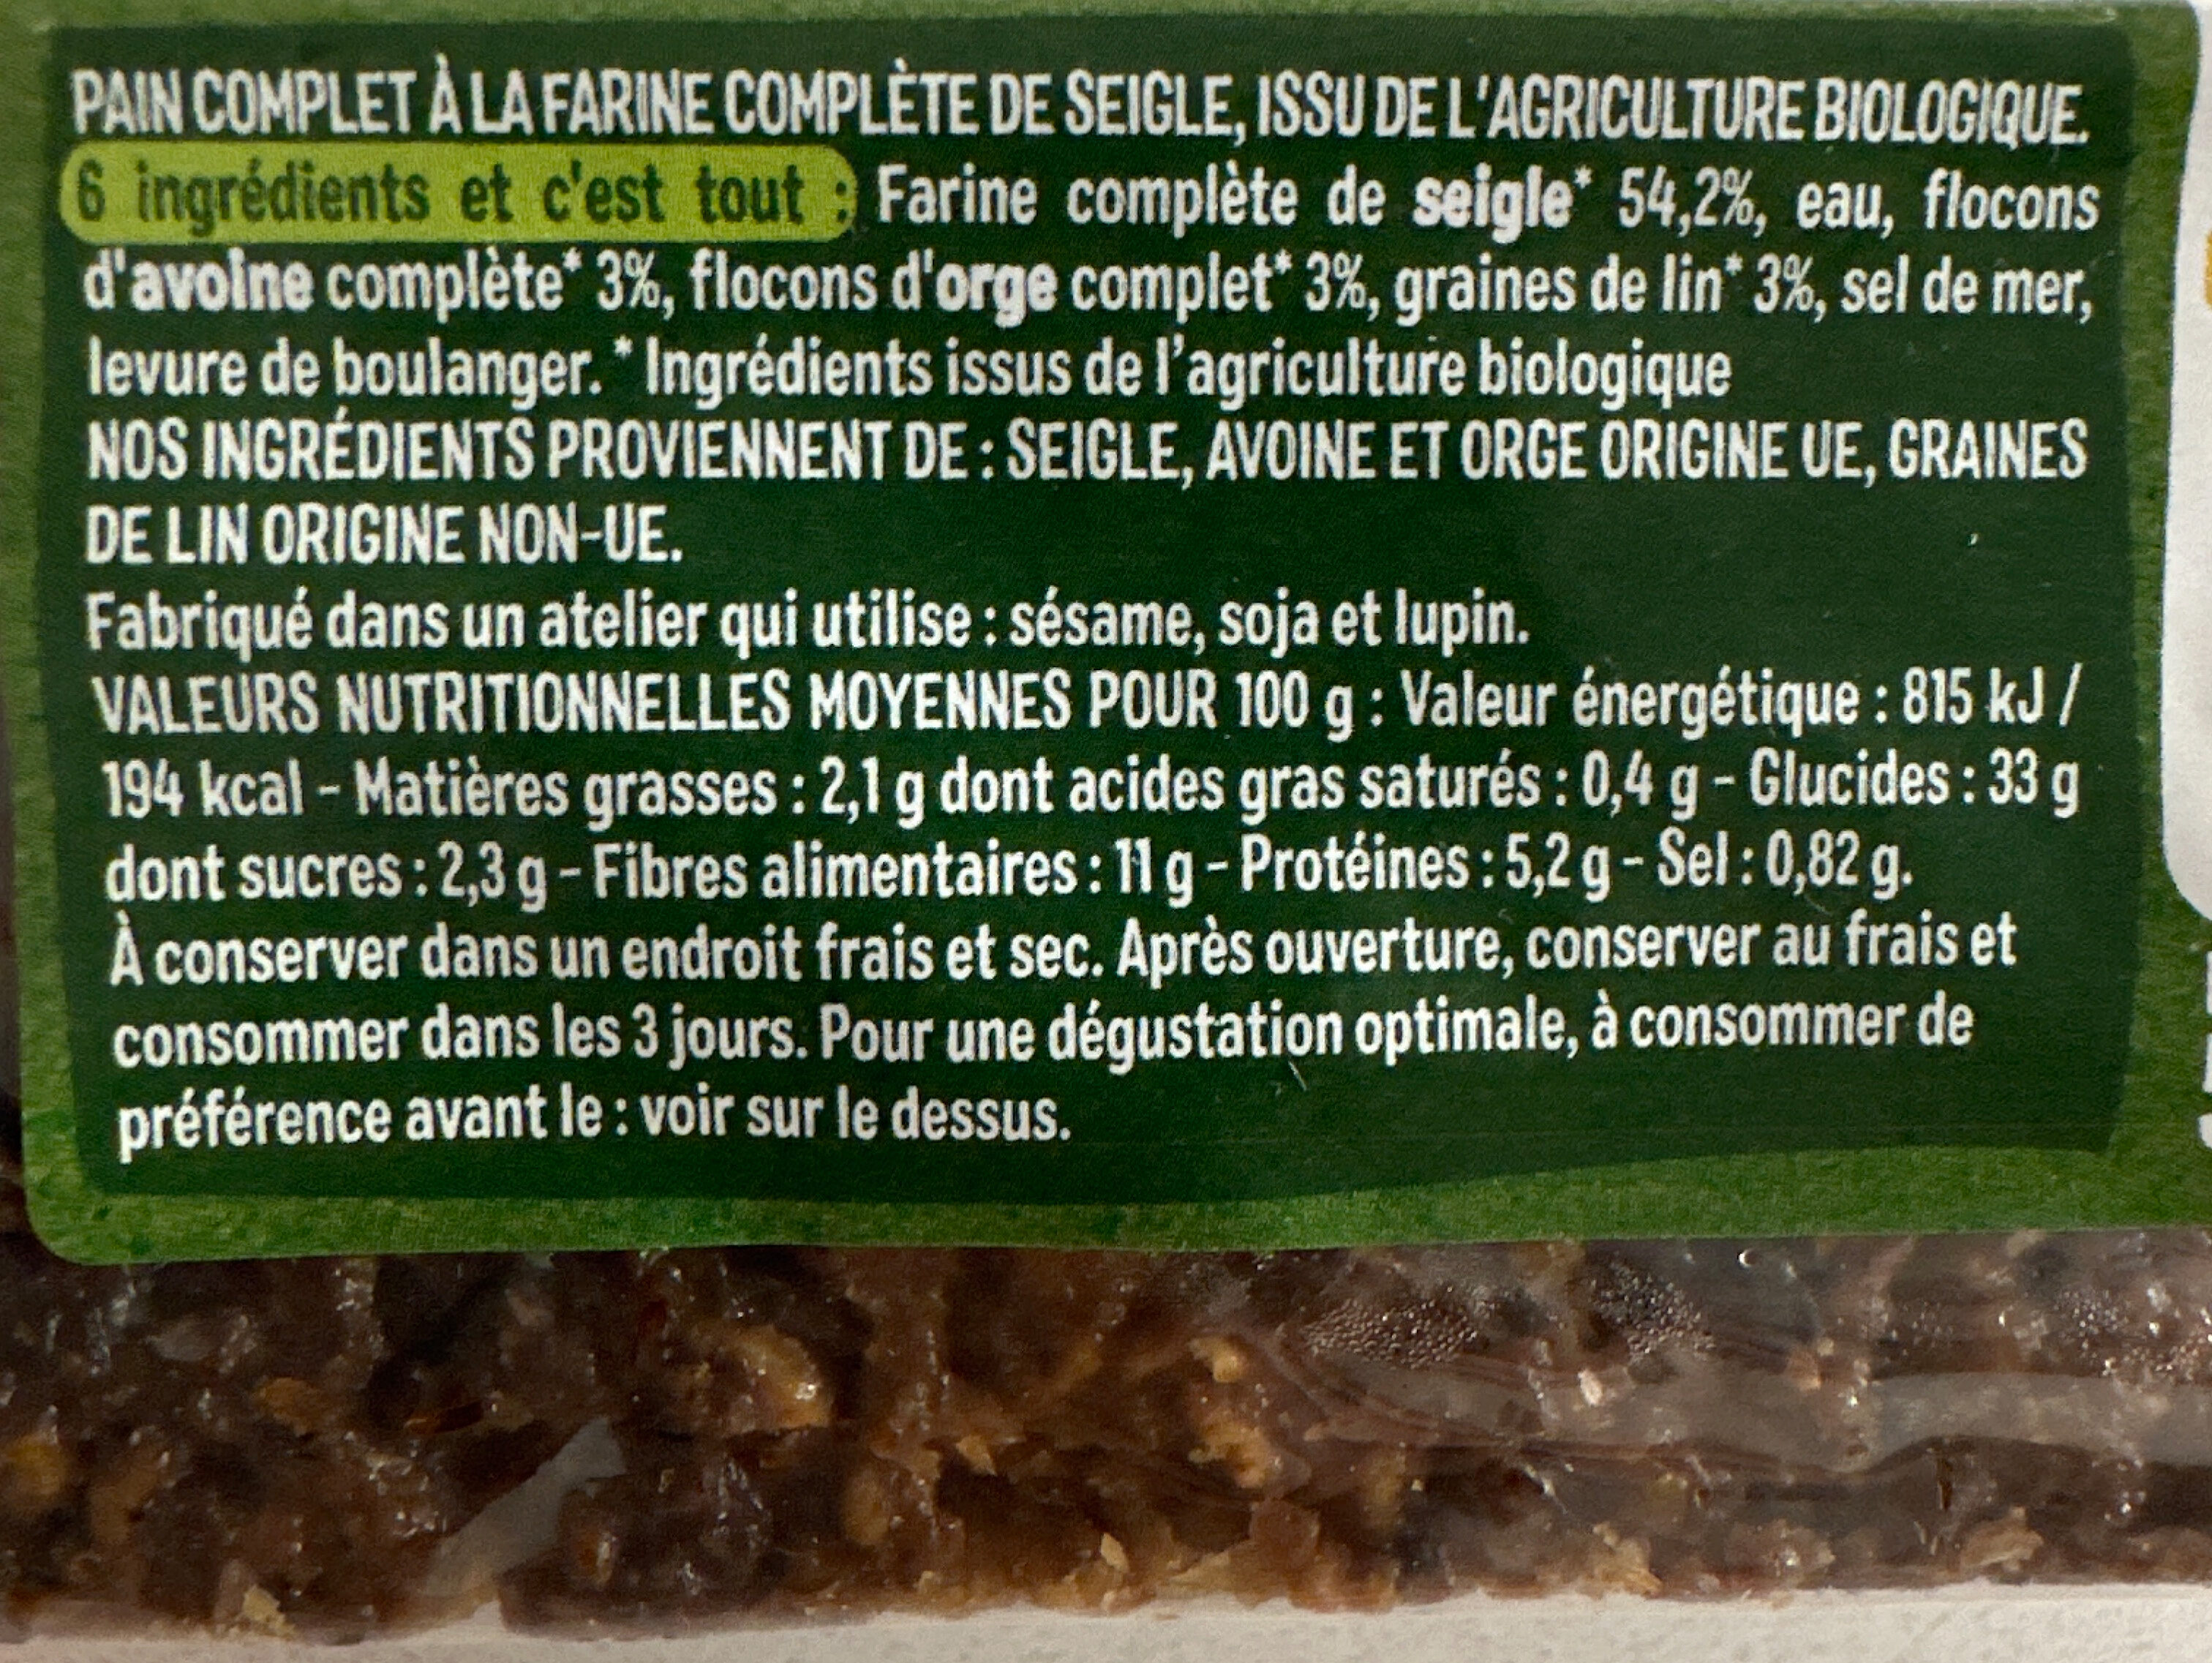 PAIN COMPLET À LA FARINE COMPLÈTE DE SEIGLE, ISSU DE L'AGRICULTURE BIOLOGIQUE.
6 ingrédients et c'est tout : Farine complète de seigle* 54,2%, eau, flocons
d'avoine complète* 3%, flocons d'orge complet* 3%, graines de lin* 3%, sel de mer,
levure de boulanger. * Ingrédients issus de l’agriculture biologique
NOS INGRÉDIENTS PROVIENNENT DE : SEIGLE, AVOINE ET ORGE ORIGINE UE, GRAINES
DE LIN ORIGINE NON-UE.
Fabriqué dans un atelier qui utilise : sésame, soja et lupin.
VALEURS NUTRITIONNELLES MOYENNES POUR 100 g : Valeur énergétique : 815 kJ /
194 kcal - Matières grasses : 2,1 g dont acides gras saturés : 0,4 g - Glucides : 33 g
dont sucres : 2,3 g - Fibres alimentaires : 11 g - Protéines : 5,2 g - Sel : 0,82 g.
À conserver dans un endroit frais et sec. Après ouverture, conserver au frais et
consommer dans les 3 jours. Pour une dégustation optimale, à consommer de
préférence avant le : voir sur le dessus.